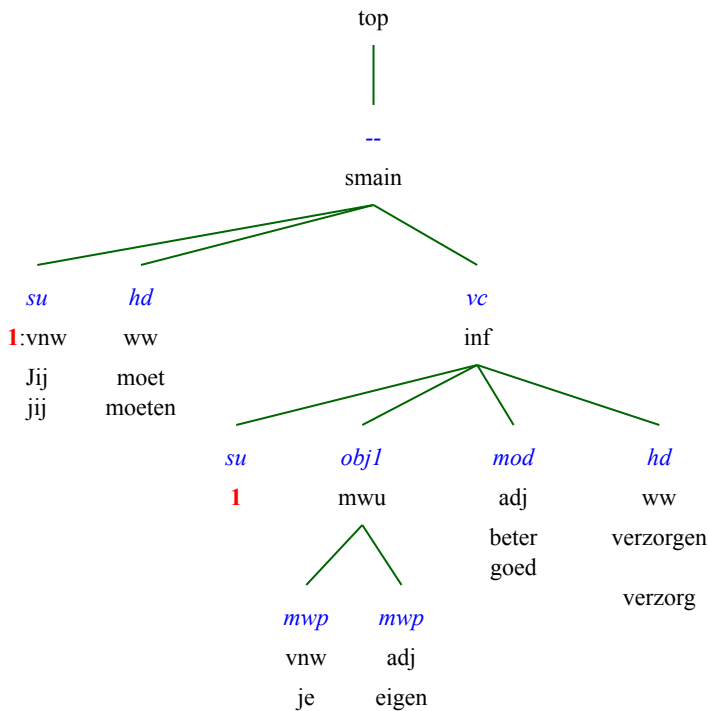 top
--
smain
su hd vc
1:vnw ww inf
Jij moet
jij moeten
su obj1 mod hd
1 mwu adj ww
beter verzorgen
goed
verzorg
mwp mwp
vnw adj
je eigen